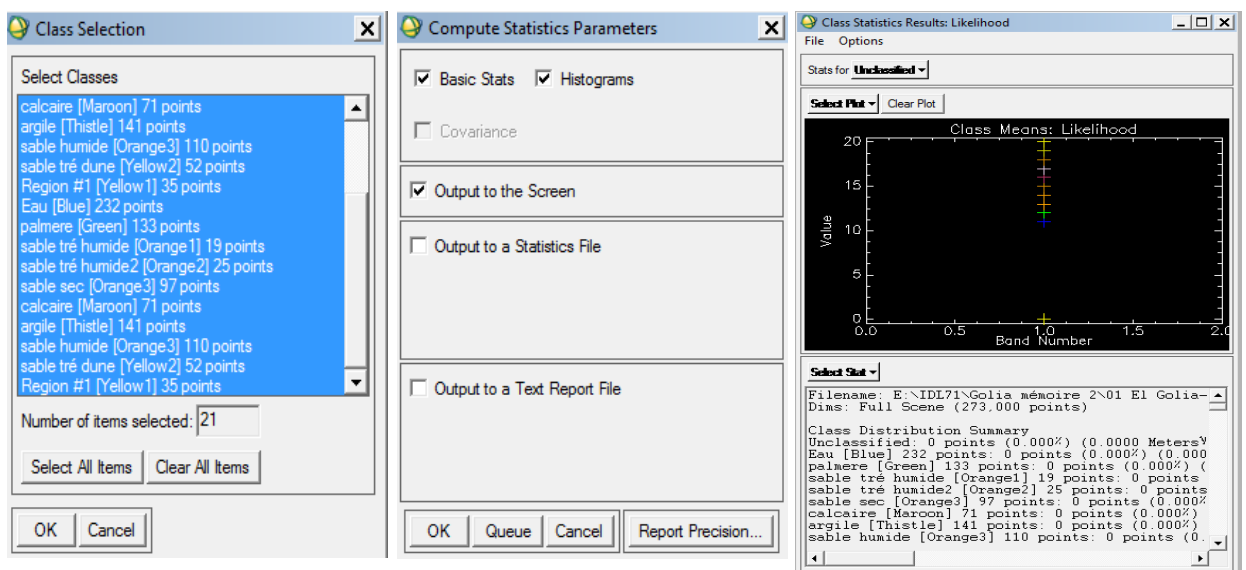 Class Selection
Select Classes
calcaire [Maroon] 71 points
argile [Thistle] 141 points
sable humide [Orange3] 110 points
sable tré dune [Yellow2] 52 points
Region #1 [Yellow1] 35 points
Eau [Blue] 232 points
palmere [Green] 133 points
sable tré humide [Orange1] 19 points
sable tré humide2 [Orange2] 25 points
sable sec [Orange3] 97 points
calcaire [Maroon] 71 points
argile [Thistle] 141 points
sable humide [Orange3] 110 points
sable tré dune [Yellow2] 52 points
Region #1 [Yellow1] 35 points
Number of items selected: 21
Select All Items Clear All Items
OK Cancel
Compute Statistics Parameters
Basic Stats Histograms
Covariance
Output to the Screen
Output to a Statistics File
Output to a Text Report File
OK Queue Cancel Report Precision...
Class Statistics Results: Likelihood
File Options
Stats for Unclassified
Select Plot Clear Plot
Class Means: Likelihood
20
15
10
5
0
Value
0.0 0.5 1.0 1.5 2.0
Band Number
Select Stat
Filename: E:\IDL71\Golia mémoire 2\01 El Golia-
Dims: Full Scene (273,000 points)
Class Distribution Summary
Unclassified: 0 points (0.000%) (0.0000 Meters
Eau [Blue] 232 points: 0 points (0.000%) (0.000
palmere [Green] 133 points: 0 points (0.000%) (
sable tré humide [Orange1] 19 points: 0 points
sable tré humide2 [Orange2] 25 points: 0 points
sable sec [Orange3] 97 points: 0 points (0.000%
calcaire [Maroon] 71 points: 0 points (0.000%)
argile [Thistle] 141 points: 0 points (0.000%)
sable humide [Orange3] 110 points: 0 points (0.